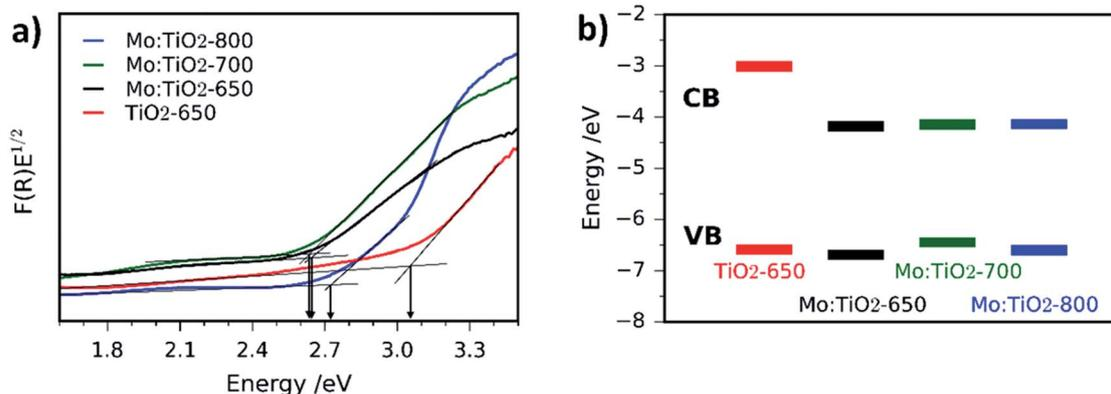 a)
Mo:TiO2-800
Mo:TiO2-700
Mo:TiO2-650
TiO2-650
F(R)E^1/2
1.8 2.1 2.4 2.7 3.0 3.3
Energy /eV
b)
−2
−3
−4
−5
−6
−7
−8
Energy /eV
CB
VB
TiO2-650
Mo:TiO2-700
Mo:TiO2-650
Mo:TiO2-800